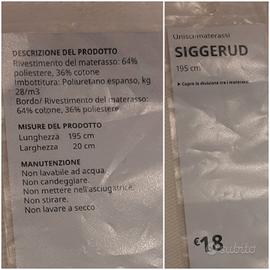 DESCRIZIONE DEL PRODOTTO
Rivestimento del materasso: 64%
poliestere, 36% cotone
Imbottitura: Poliuretano espanso, kg
28/m3
Bordo/ Rivestimento del materasso:
64% cotone, 36% poliestere
MISURE DEL PRODOTTO
Lunghezza 195 cm
Larghezza 20 cm
MANUTENZIONE
Non lavabile ad acqua.
Non candeggiare.
Non mettere nell'asciugatrice.
Non stirare.
Non lavare a secco
Unisci-materassi
SIGGERUD
195 cm
Copre la divisione tra i materassi.
€18
subito